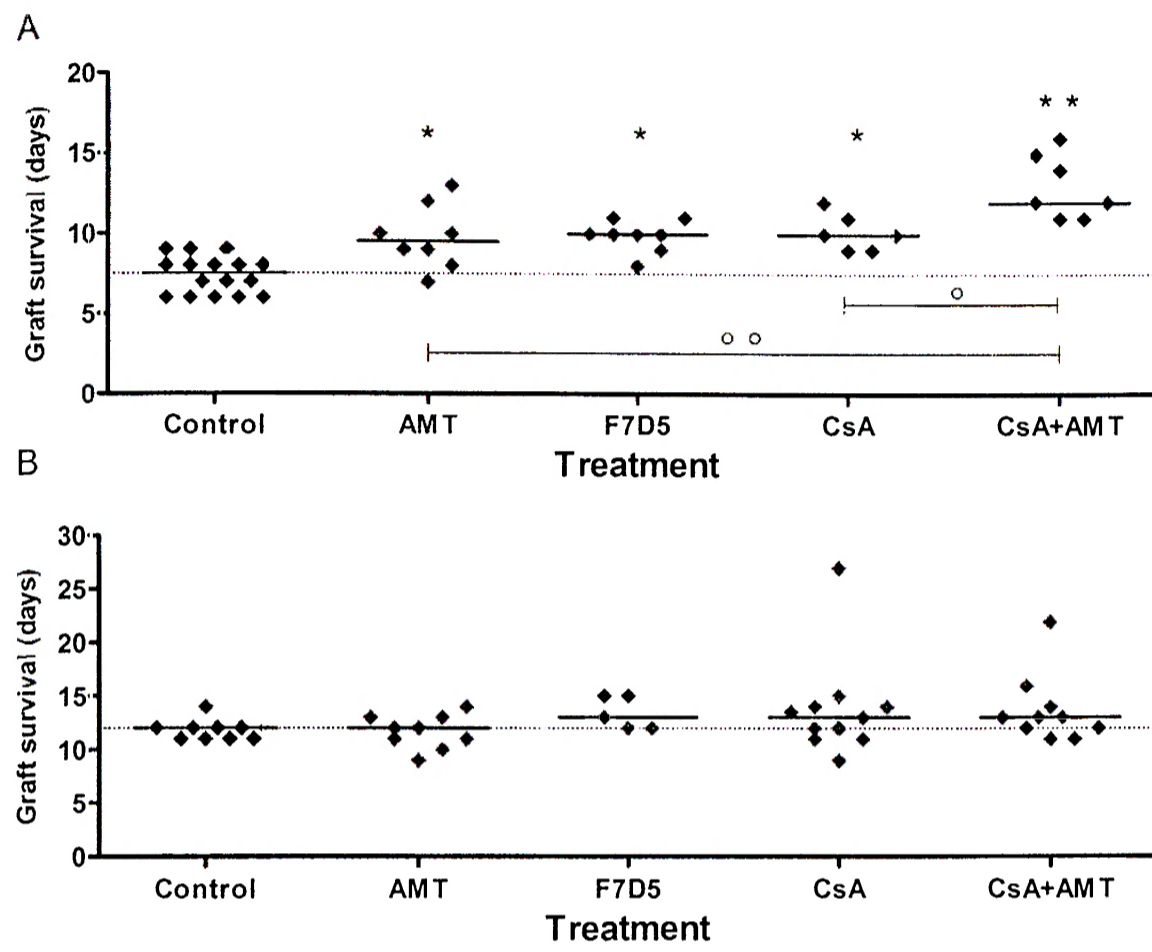 A
Graft survival (days)
20
15
10
5
0
*
*
*
* *
○
○ ○
Control AMT F7D5 CsA CsA+AMT
Treatment
B
Graft survival (days)
30
25
20
15
10
5
0
Control AMT F7D5 CsA CsA+AMT
Treatment